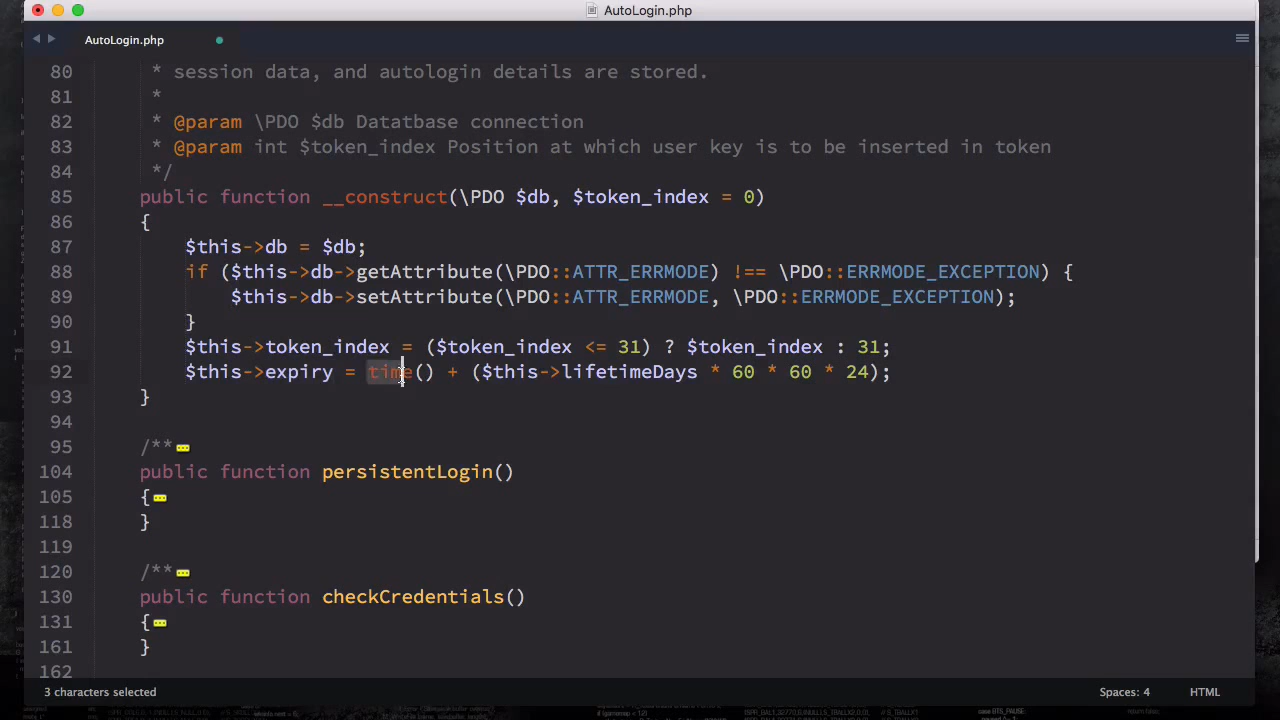 AutoLogin.php
AutoLogin.php
80 * session data, and autologin details are stored.
81 *
82 * @param \PDO $db Datatbase connection
83 * @param int $token_index Position at which user key is to be inserted in token
84 */
85 public function __construct(\PDO $db, $token_index = 0)
86 {
87 $this->db = $db;
88 if ($this->db->getAttribute(\PDO::ATTR_ERRMODE) !== \PDO::ERRMODE_EXCEPTION) {
89 $this->db->setAttribute(\PDO::ATTR_ERRMODE, \PDO::ERRMODE_EXCEPTION);
90 }
91 $this->token_index = ($token_index <= 31) ? $token_index : 31;
92 $this->expiry = time() + ($this->lifetimeDays * 60 * 60 * 24);
93 }
94
95 /**
104 public function persistentLogin()
105 {
118 }
119
120 /**
130 public function checkCredentials()
131 {
161 }
162
3 characters selected Spaces: 4 HTML